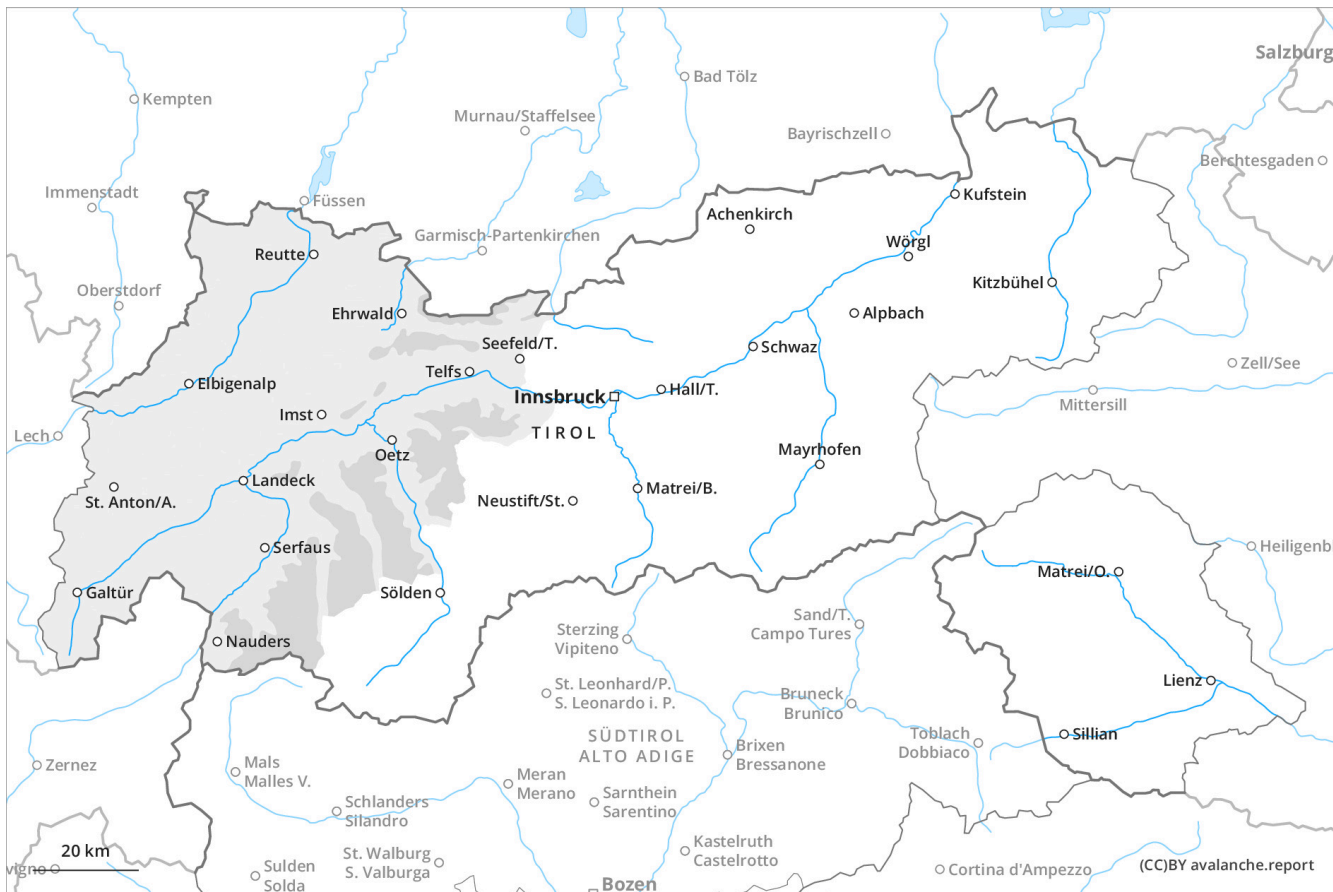 Salzburg
Bad Tölz
Kempten
Murnau/Staffelsee
Bayrischzell
Berchtesgaden
Immenstadt
Füssen
Kufstein
Achenkirch
Garmisch-Partenkirchen
Wörgl
Reutte
Kitzbühel
Oberstdorf
Ehrwald
Alpbach
Seefeld/T.
Schwaz
Zell/See
Telfs
Elbigenalp
Hall/T.
Innsbruck
Mittersill
Imst
Lech
TIROL
Oetz
Mayrhofen
Landeck
Matrei/B.
St. Anton/A.
Neustift/St.
Serfaus
Heiligenbl
Matrei/O.
Galtür
Sölden
Sand/T.
Campo Tures
Sterzing
Vipiteno
Nauders
Lienz
St. Leonhard/P.
S. Leonardo i. P.
Bruneck
Brunico
SÜDTIROL
ALTO ADIGE
Sillian
Toblach
Dobbiaco
Brixen
Bressanone
Zernez
Mals
Malles V.
Meran
Merano
Sarnthein
Sarentino
Schlanders
Silandro
Kastelruth
Castelrotto
20 km
St. Walburg
S. Valburga
(CC)BY avalanche.report
vigno
Cortina d'Ampezzo
Sulden
Solda
Bozen